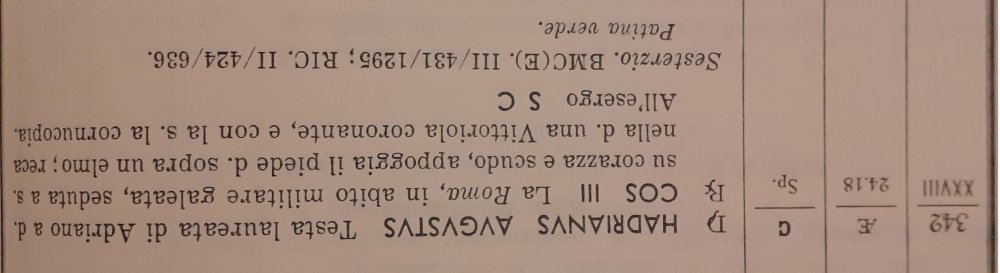 342 Æ G D HADRIANVS AVGVSTVS Testa laureata di Adriano a d.
XXVIII 24.18 Sp. R COS III La Roma, in abito militare galeata, seduta a s.
su corazza e scudo, appoggia il piede d. sopra un elmo; reca
nella d. una Vittoriola coronante, e con la s. la cornucopia.
All'esergo S C
Sesterzio. BMC(E). III/431/1295; RIC. II/424/636.
Patina verde.